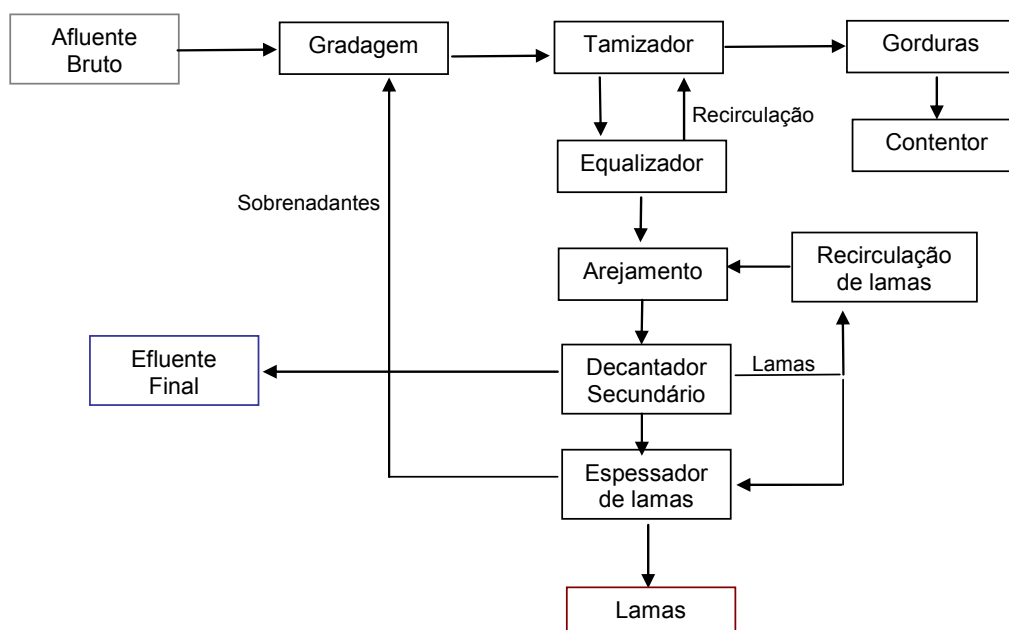 Afluente
Bruto
Gradagem
Tamizador
Gorduras
Recirculação
Contentor
Equalizador
Sobrenadantes
Arejamento
Recirculação
de lamas
Efluente
Final
Decantador
Secundário
Lamas
Espessador
de lamas
Lamas